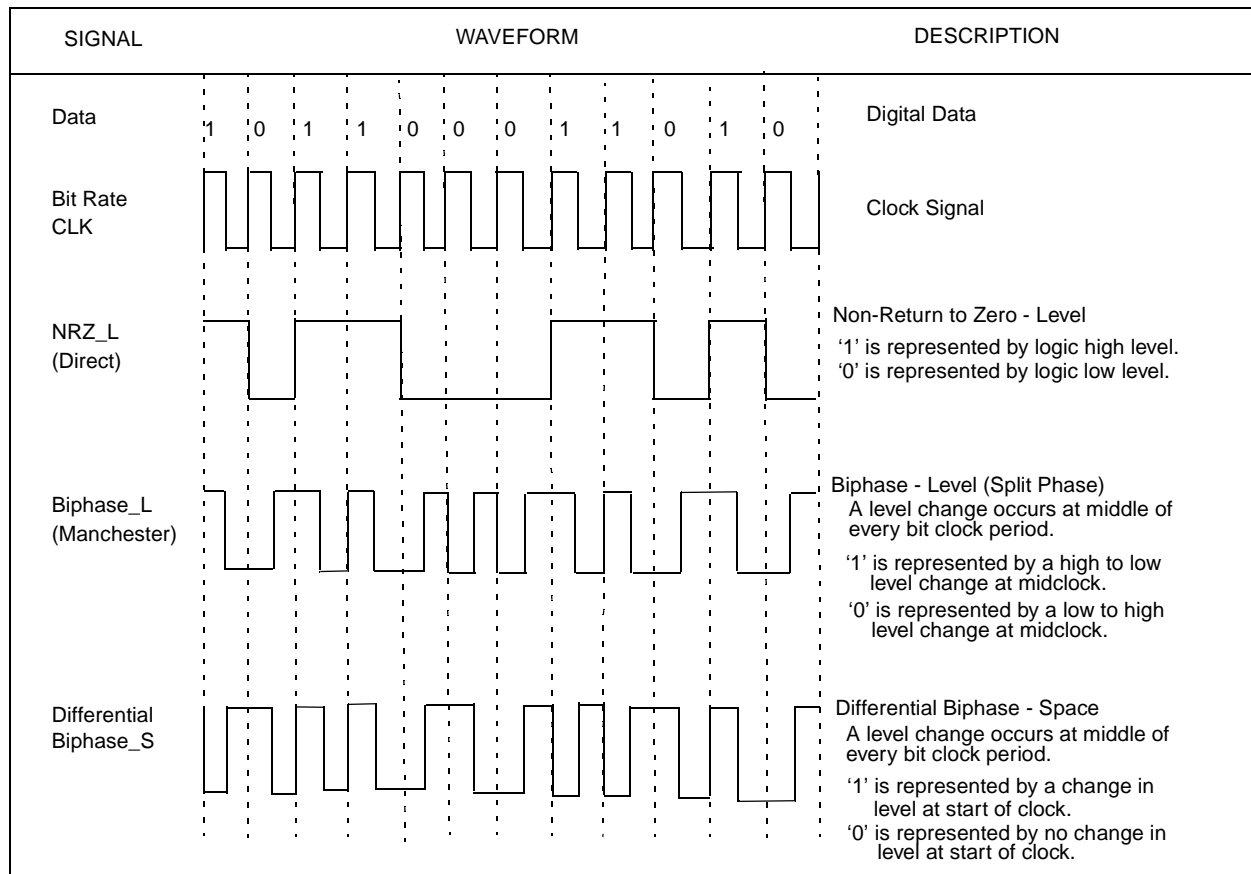 SIGNAL WAVEFORM DESCRIPTION
Data
1 0 1 1 0 0 0 1 1 0 1 0
Digital Data
Bit Rate
CLK
Clock Signal
NRZ_L
(Direct)
Non-Return to Zero - Level
‘1’ is represented by logic high level.
‘0’ is represented by logic low level.
Biphase_L
(Manchester)
Biphase - Level (Split Phase)
A level change occurs at middle of
every bit clock period.
‘1’ is represented by a high to low
level change at midclock.
‘0’ is represented by a low to high
level change at midclock.
Differential
Biphase_S
Differential Biphase - Space
A level change occurs at middle of
every bit clock period.
‘1’ is represented by a change in
level at start of clock.
‘0’ is represented by no change in
level at start of clock.